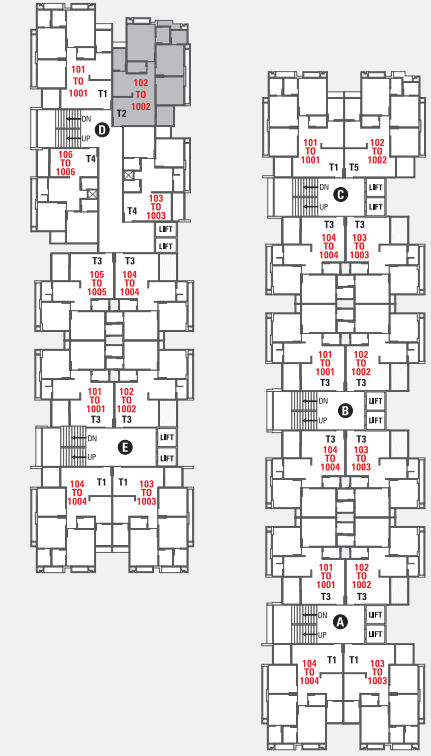 101
TO
1001
T1
102
TO
1002
T2
DN
UP
D
106
TO
1006
T4
103
TO
1003
T4
LIFT
LIFT
T3
T3
105
TO
1005
104
TO
1004
101
TO
1001
102
TO
1002
T3
T3
DN
UP
E
LIFT
LIFT
T1
T1
104
TO
1004
103
TO
1003
101
TO
1001
102
TO
1002
T1
T5
DN
UP
C
LIFT
LIFT
T3
T3
104
TO
1004
103
TO
1003
101
TO
1001
102
TO
1002
T3
T3
DN
UP
B
LIFT
LIFT
T3
T3
104
TO
1004
103
TO
1003
101
TO
1001
102
TO
1002
T3
T3
DN
UP
A
LIFT
LIFT
T1
T1
104
TO
1004
103
TO
1003